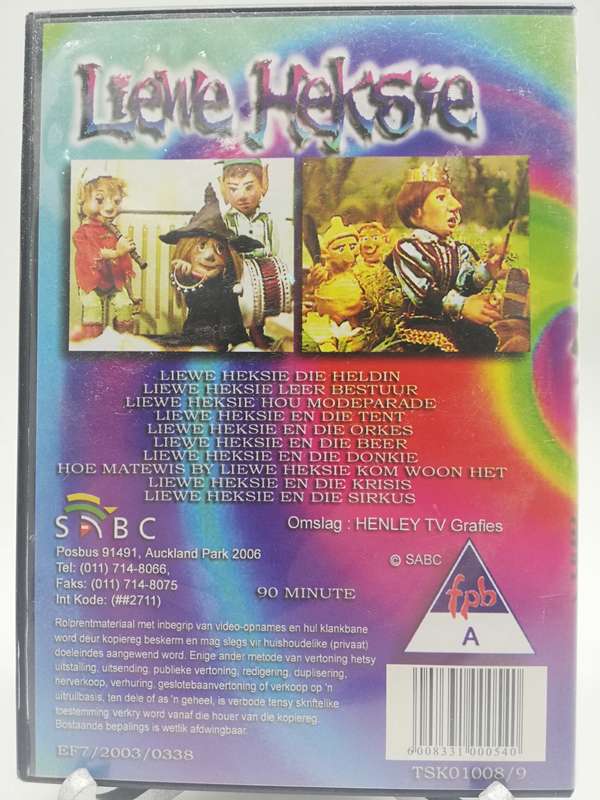 Liewe Heksie
LIEWE HEKSIE DIE HELDIN
LIEWE HEKSIE LEER BESTUUR
LIEWE HEKSIE HOU MODEPARADE
LIEWE HEKSIE EN DIE TENT
LIEWE HEKSIE EN DIE ORKES
LIEWE HEKSIE EN DIE BEER
LIEWE HEKSIE EN DIE DONKIE
HOE MATEWIS BY LIEWE HEKSIE KOM WOON HET
LIEWE HEKSIE EN DIE KRISIS
LIEWE HEKSIE EN DIE SIRKUS
SABC
Omslag : HENLEY TV Grafies
Posbus 91491, Auckland Park 2006
Tel: (011) 714-8066,
Faks: (011) 714-8075
Int Kode: (##2711)
90 MINUTE
© SABC
fpb
A
Rolprentmateriaal met inbegrip van video-opnames en hul klankbane
word deur kopiereg beskerm en mag slegs vir huishoudelike (privaat)
doeleindes aangewend word. Enige ander metode van vertoning hetsy
uitstalling, uitsending, publieke vertoning, redigering, duplisering,
herverkoop, verhuring, geslotebaanvertoning of verkoop op 'n
uitruilbasis, ten dele of as 'n geheel, is verbode tensy skriftelike
toestemming verkry word vanaf die houer van die kopiereg.
Bostaande bepalings is wetlik afdwingbaar.
EF7/2003/0338
6008331000540
TSK01008/9